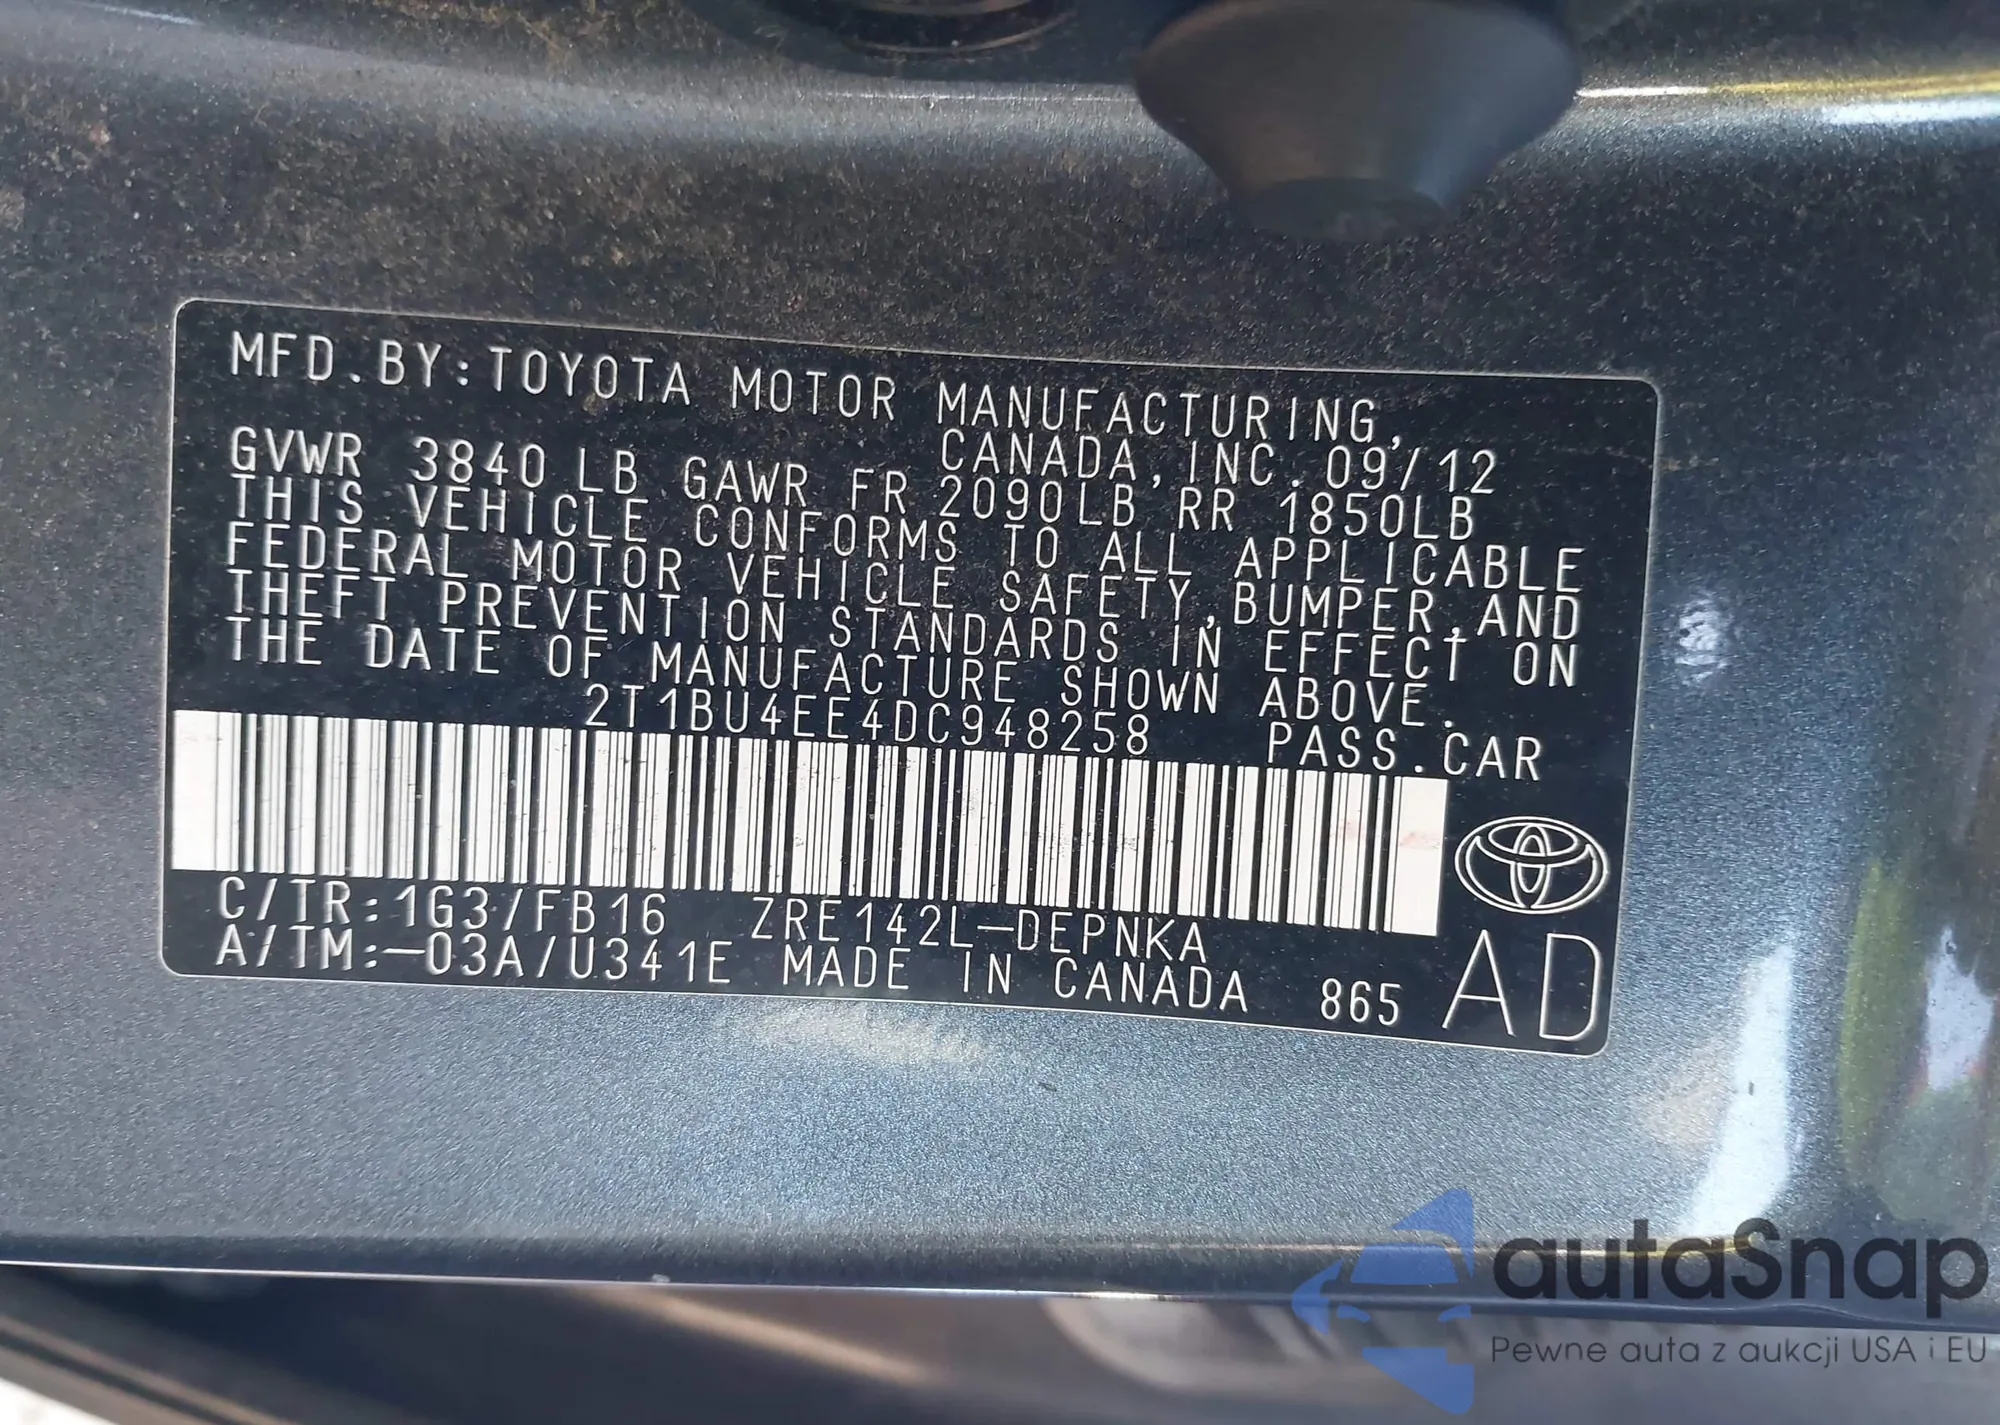 MFD.BY:TOYOTA MOTOR MANUFACTURING,
CANADA, INC. 09/12
GVWR 3840 LB GAWR FR 2090LB RR 1850LB
THIS VEHICLE CONFORMS TO ALL APPLICABLE
FEDERAL MOTOR VEHICLE SAFETY, BUMPER, AND
THEFT PREVENTION STANDARDS IN EFFECT ON
THE DATE OF MANUFACTURE SHOWN ABOVE.
2T1BU4EE4DC948258 PASS.CAR
C/TR:1G3/FB16 ZRE142L-DEPNKA
A/TM:-03A/U341E MADE IN CANADA 865 AD
autaSnap
Pewne auta z aukcji USA i EU